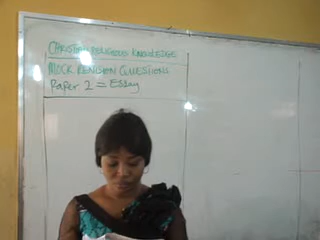 CHRISTIAN RELIGIOUS KNOWLEDGE
MOCK REVISION QUESTIONS
PAPER 2 = ESSAY